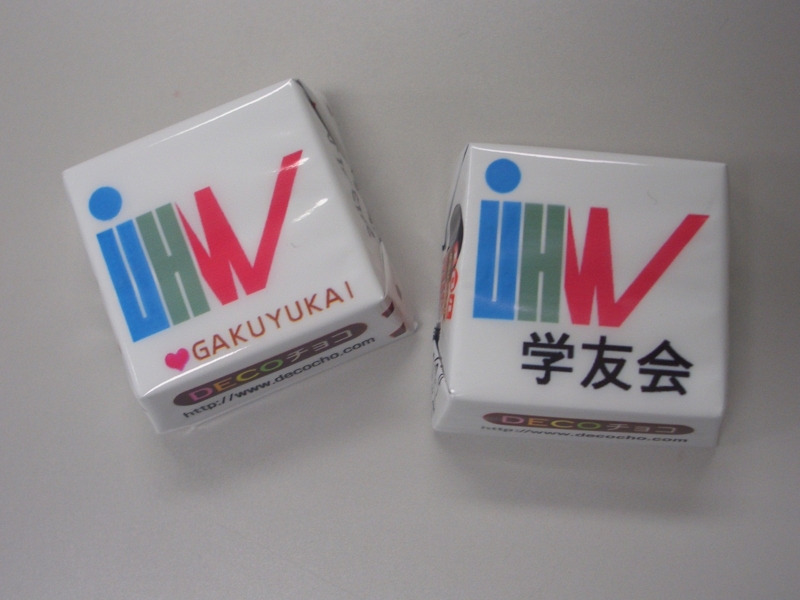 iUHW
GAKUYUKAI
DECOチョコ
http://www.decocho.com
iUHW
学友会
DECOチョコ
http://www.decocho.com